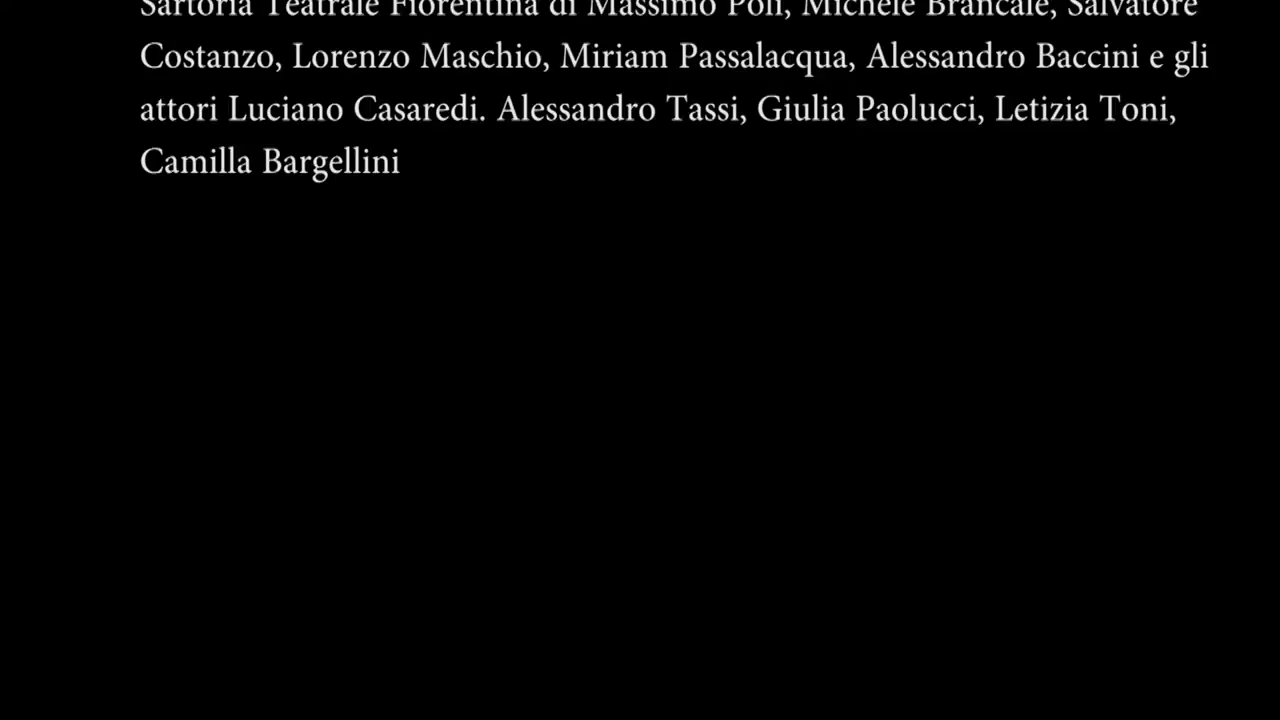 Sartoria Teatrale Fiorentina di Massimo Poli, Michele Brancale, Salvatore
Costanzo, Lorenzo Maschio, Miriam Passalacqua, Alessandro Baccini e gli
attori Luciano Casaredi. Alessandro Tassi, Giulia Paolucci, Letizia Toni,
Camilla Bargellini